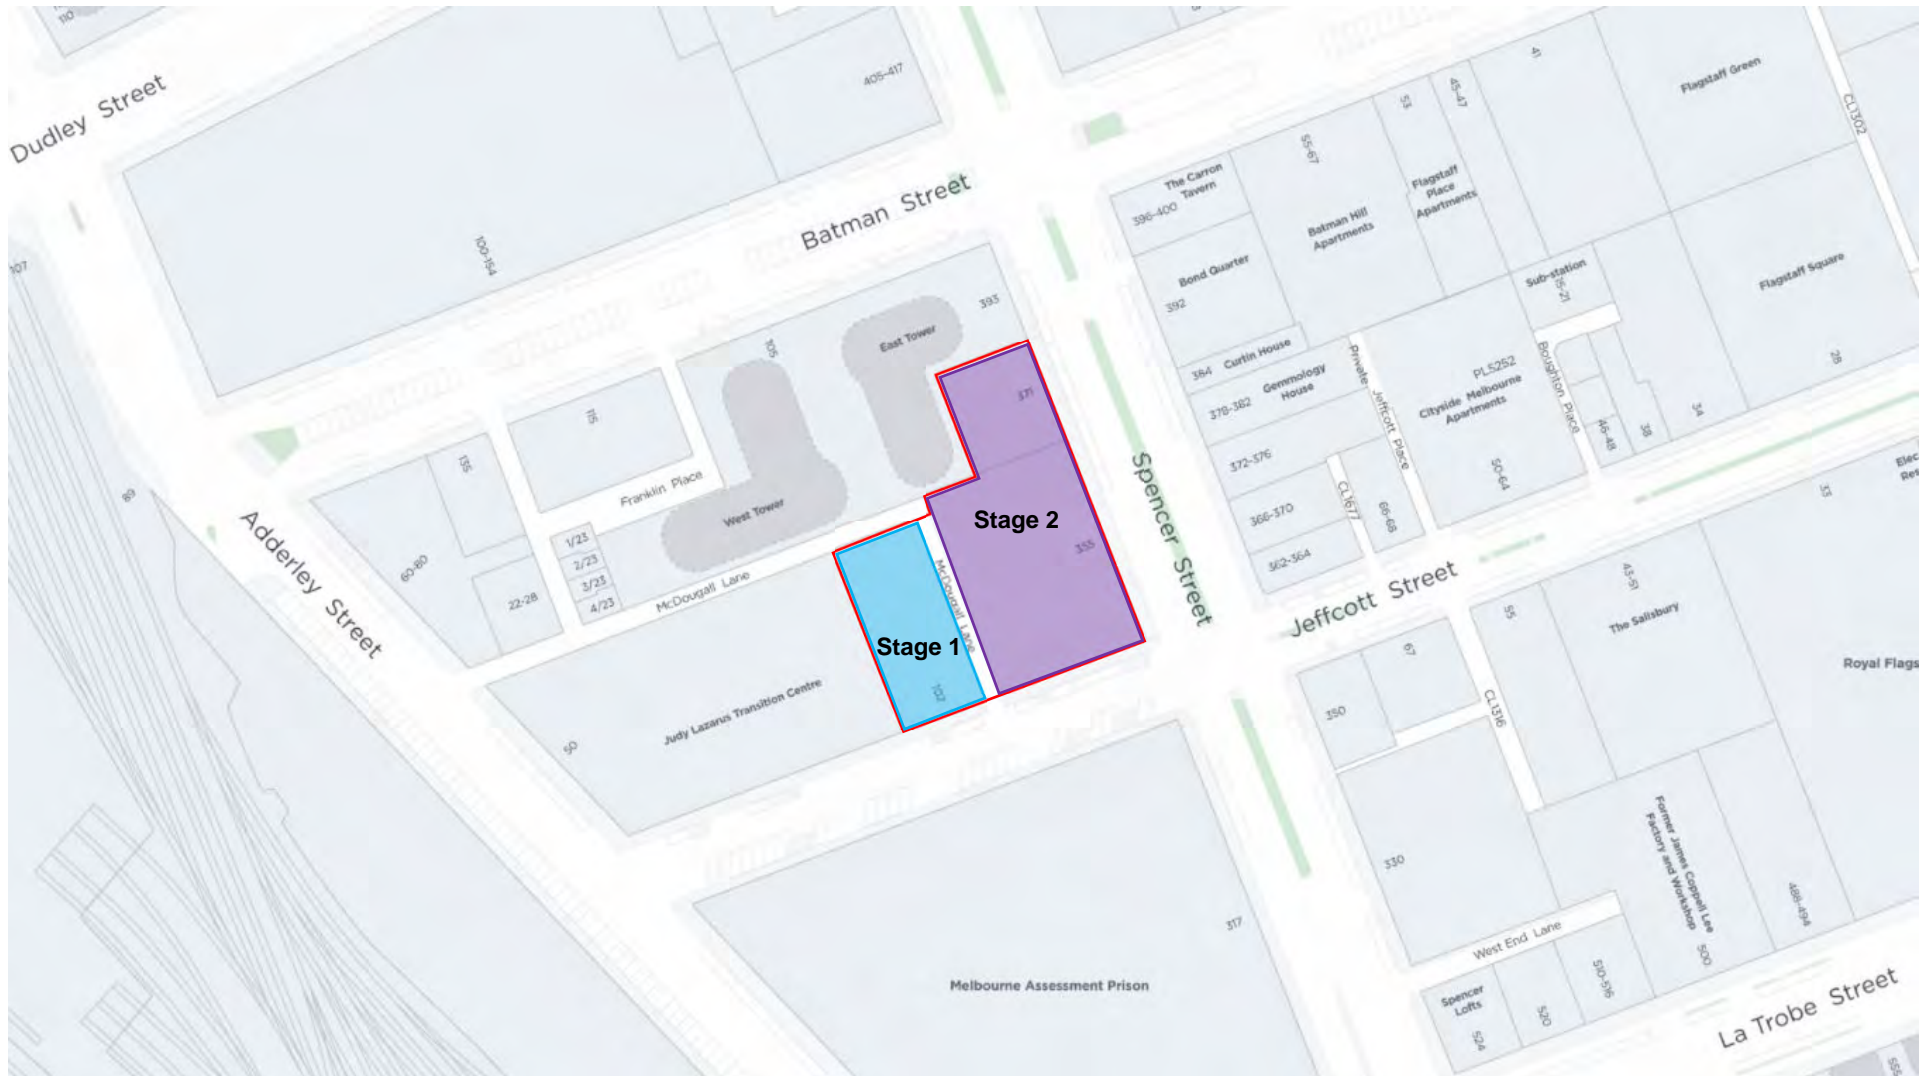 110
Dudley Street
107
405-417
100-154
Batman Street
41
45-47
53
55-67
Flagstaff Green
CL1302
The Carron
Tavern
396-400
Flagstaff
Place
Apartments
Batman Hill
Apartments
Bond Quarter
392
Sub-station
15-21
Flagstaff Square
393
East Tower
105
384 Curtin House
Gemmology
House
378-382
Private Jeffcott Place
PL5252
Cityside Melbourne
Apartments
Boughton Place
28
371
34
38
46-48
115
135
372-376
50-64
Spencer Street
Franklin Place
West Tower
89
Stage 2
CL1677
366-370
66-68
33
Adderley Street
1/23
2/23
3/23
4/23
60-80
22-28
McDougall Lane
McDougall Lane
355
362-364
Jeffcott Street
43-51
The Salisbury
55
67
Stage 1
102
Royal Flags
Judy Lazarus Transition Centre
50
350
CL1316
Former James Coppell Lee
Factory and Workshop
330
488-494
317
West End Lane
500
510-516
Melbourne Assessment Prison
Spencer
Lofts
524
520
La Trobe Street
555